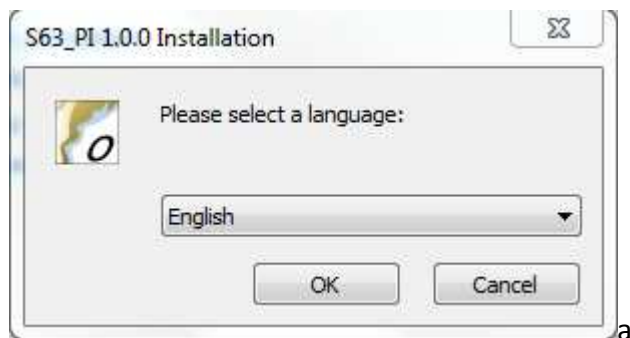 S63_PI 1.0.0 Installation
Please select a language:
O
English
OK Cancel
a